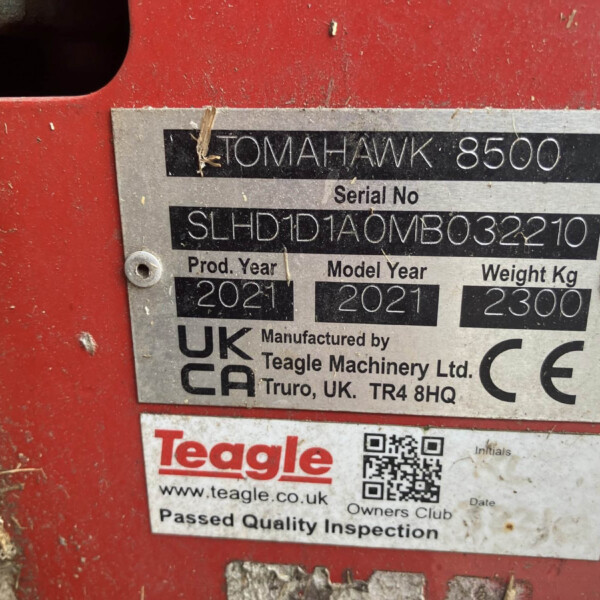 TOMAHAWK 8500
Serial No
SLHD1D1A0MB032210
Prod. Year Model Year Weight Kg
2021 2021 2300
UK CA
Manufactured by
Teagle Machinery Ltd.
Truro, UK. TR4 8HQ
CE
Teagle
www.teagle.co.uk
Passed Quality Inspection
Owners Club
Initials
Date